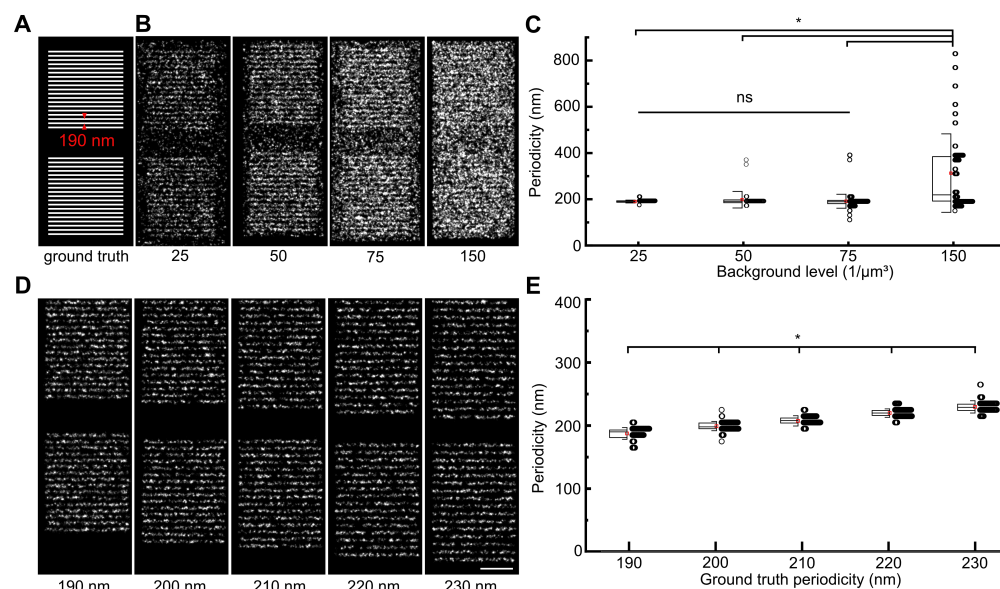 A
B
C
190 nm
ground truth
25
50
75
150
Periodicity (nm)
800
600
400
200
0
*
ns
25
50
75
150
Background level (1/µm³)
D
E
190 nm
200 nm
210 nm
220 nm
230 nm
Periodicity (nm)
400
300
200
100
0
*
190
200
210
220
230
Ground truth periodicity (nm)